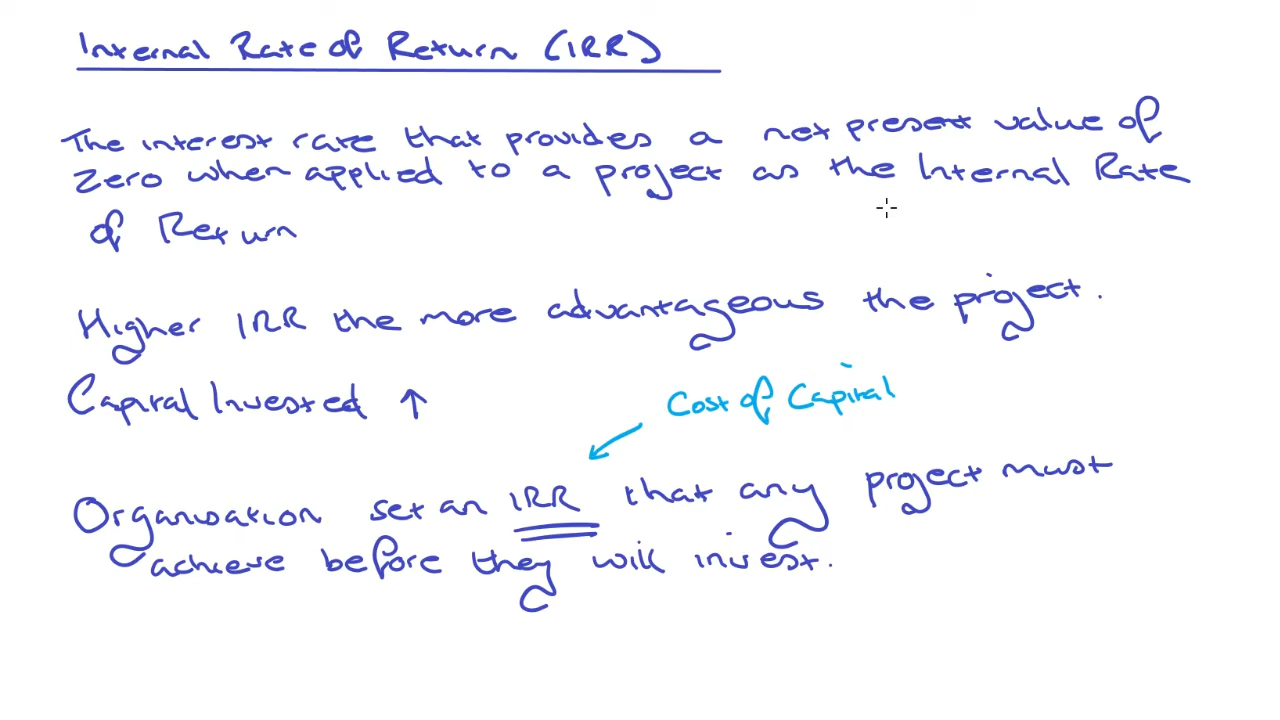 Internal Rate of Return (IRR)
The interest rate that provides a net present value of
Zero when applied to a project as the Internal Rate
of Return
Higher IRR the more advantageous the project.
Capital Invested ↑
Cost of Capital
Organisation set an IRR that any project must
achieve before they will invest.